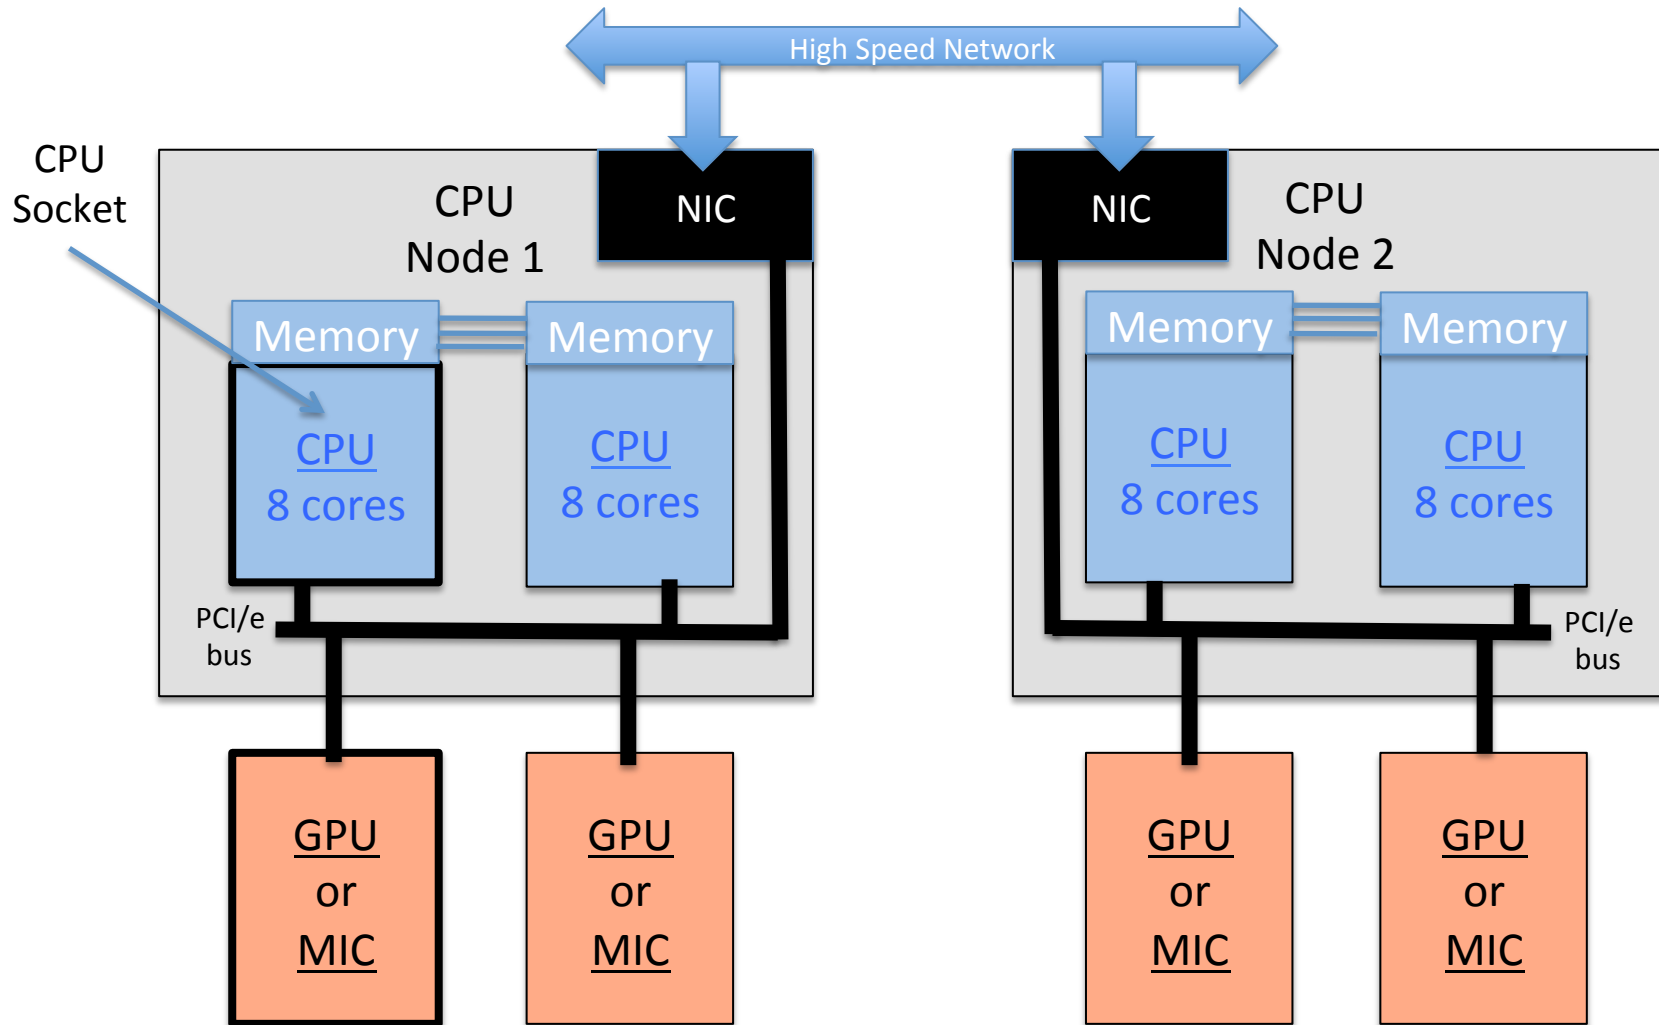 High Speed Network
CPU
Socket
CPU
Node 1
NIC
NIC
CPU
Node 2
Memory
Memory
Memory
Memory
CPU
8 cores
CPU
8 cores
CPU
8 cores
CPU
8 cores
PCI/e
bus
PCI/e
bus
GPU
or
MIC
GPU
or
MIC
GPU
or
MIC
GPU
or
MIC